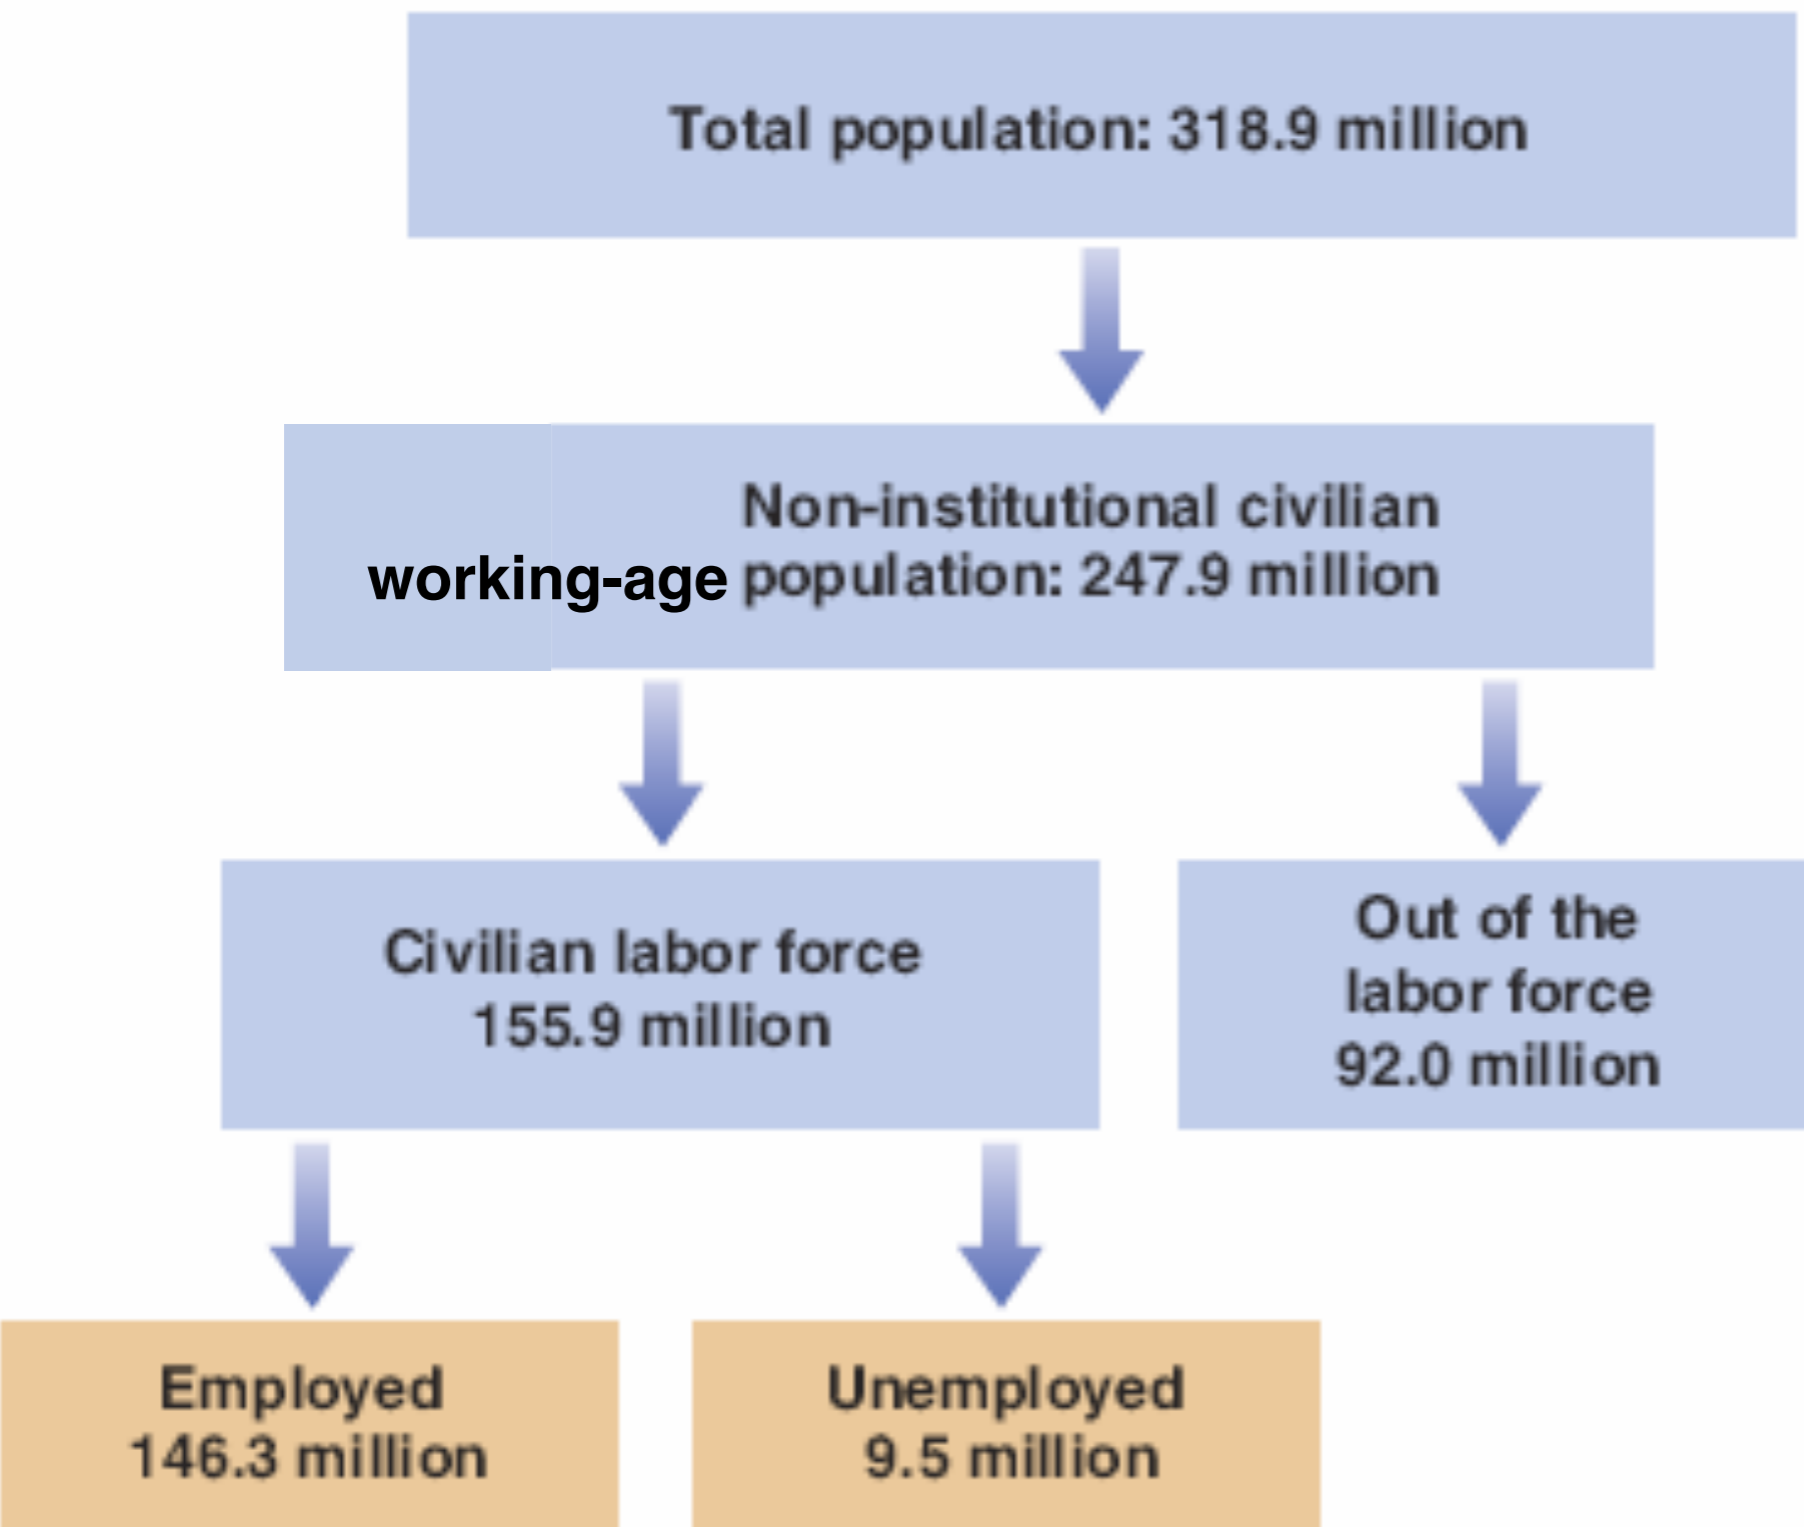 Total population: 318.9 million
Non-institutional civilian
working-age population: 247.9 million
Civilian labor force
155.9 million
Out of the
labor force
92.0 million
Employed
146.3 million
Unemployed
9.5 million